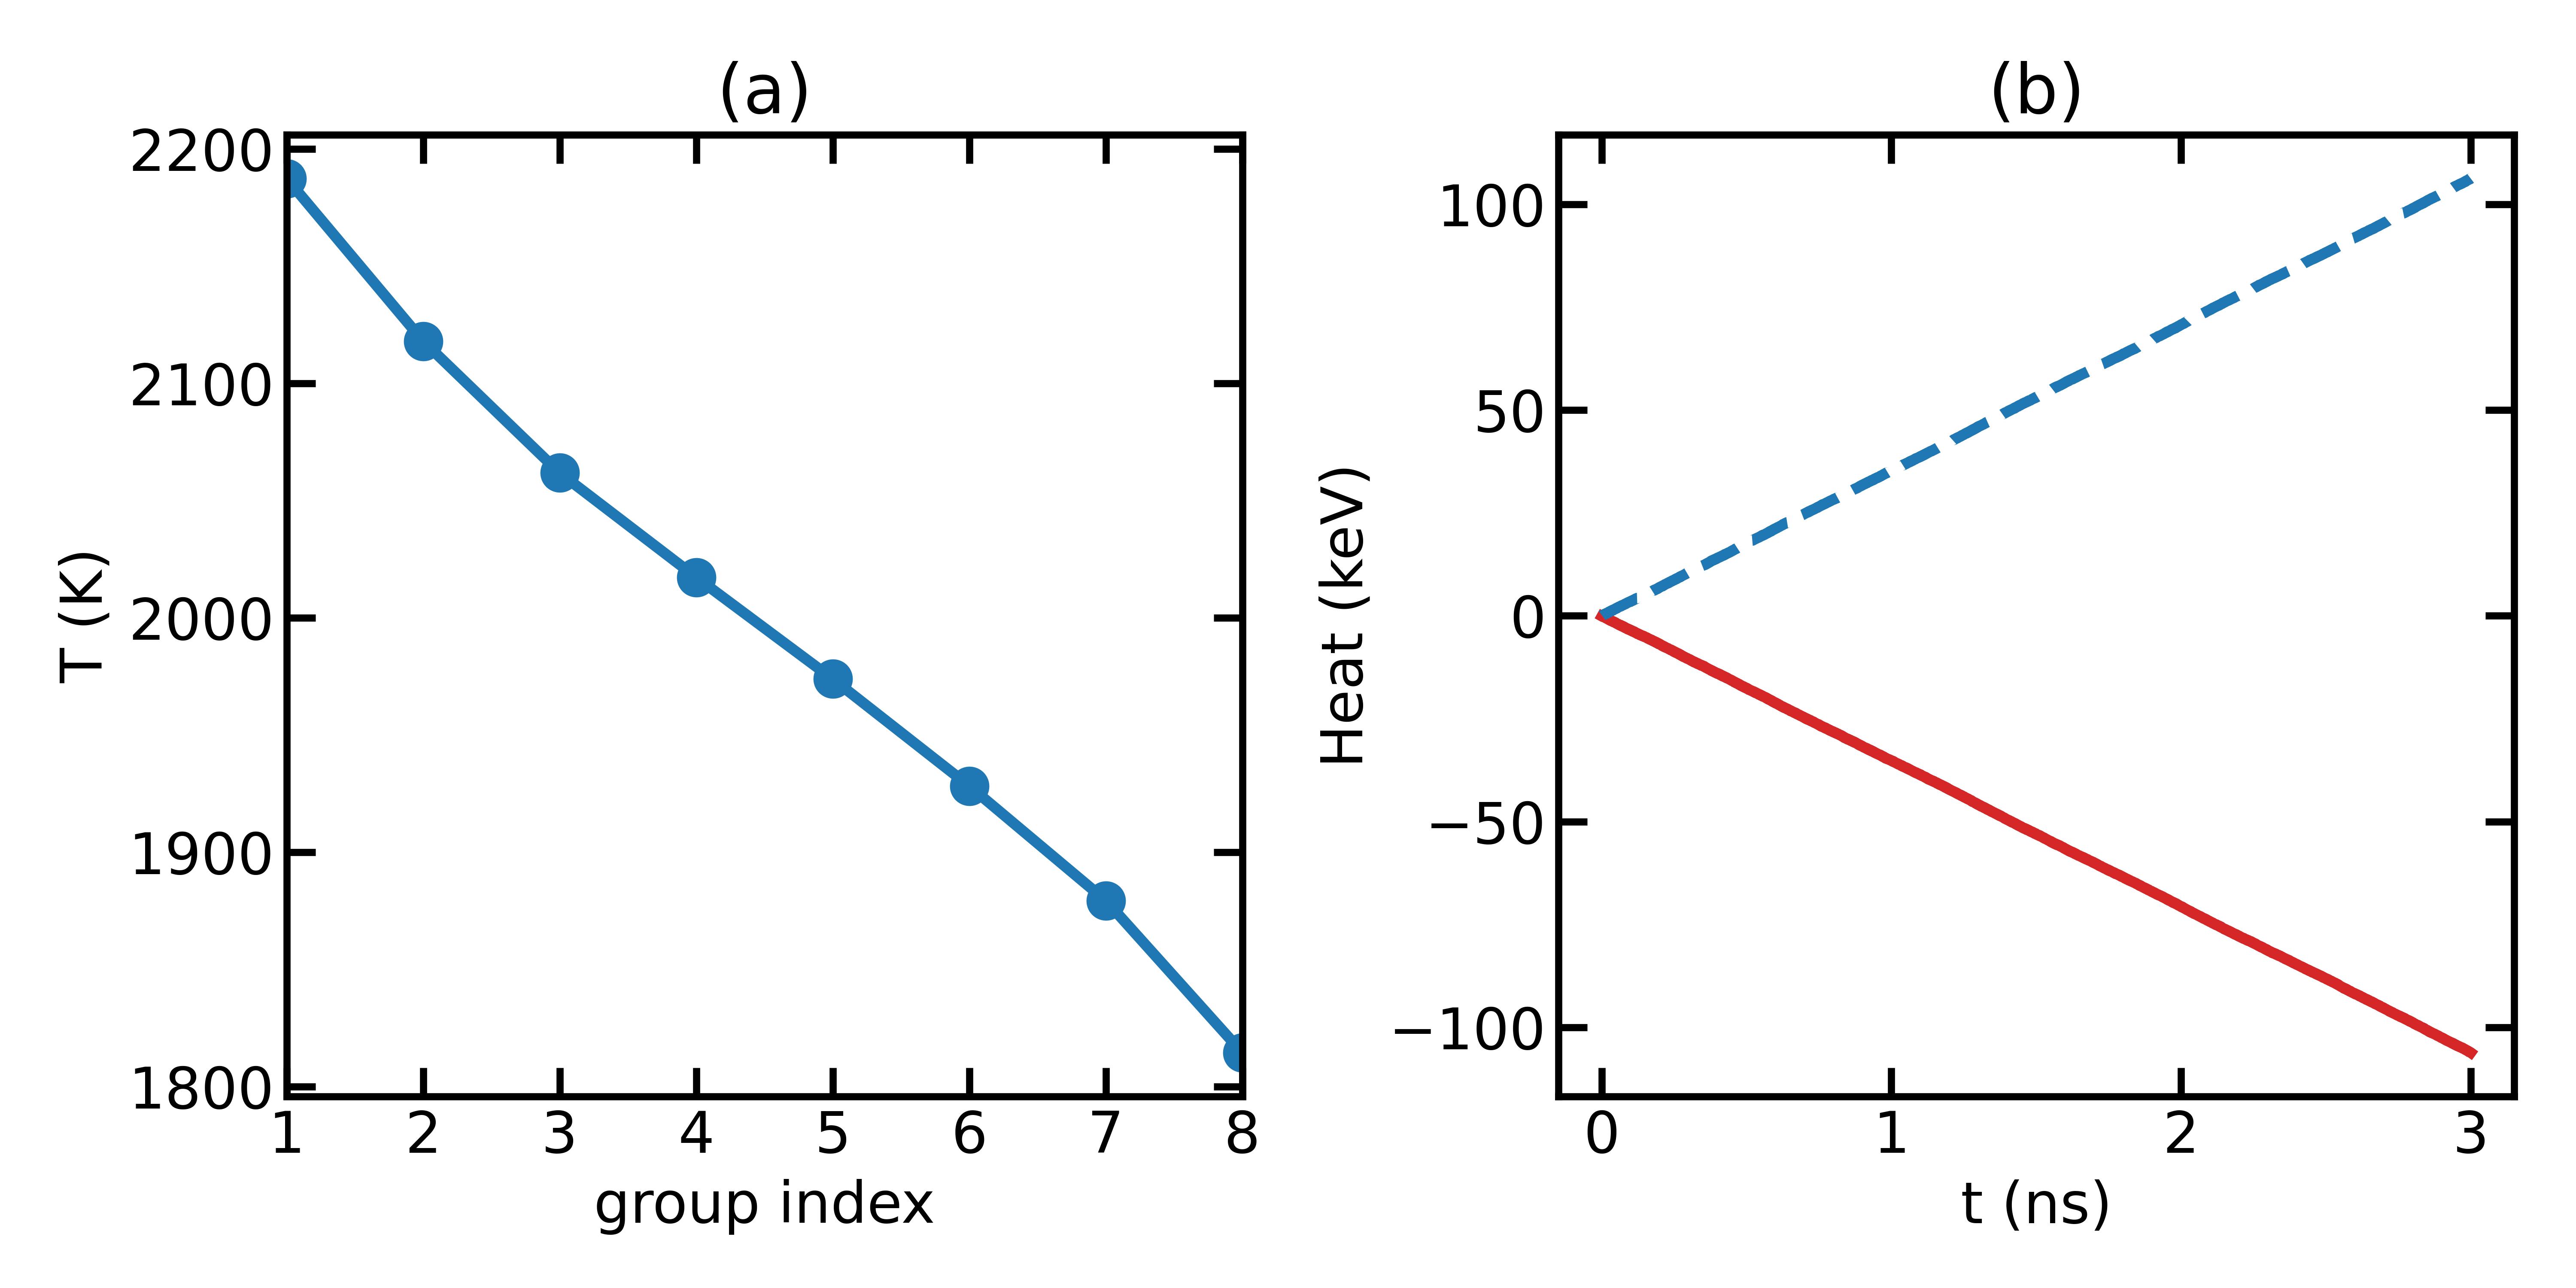 (a)
2200
2100
2000
1900
1800
T (K)
1 2 3 4 5 6 7 8
group index
(b)
100
50
0
−50
−100
Heat (keV)
0 1 2 3
t (ns)